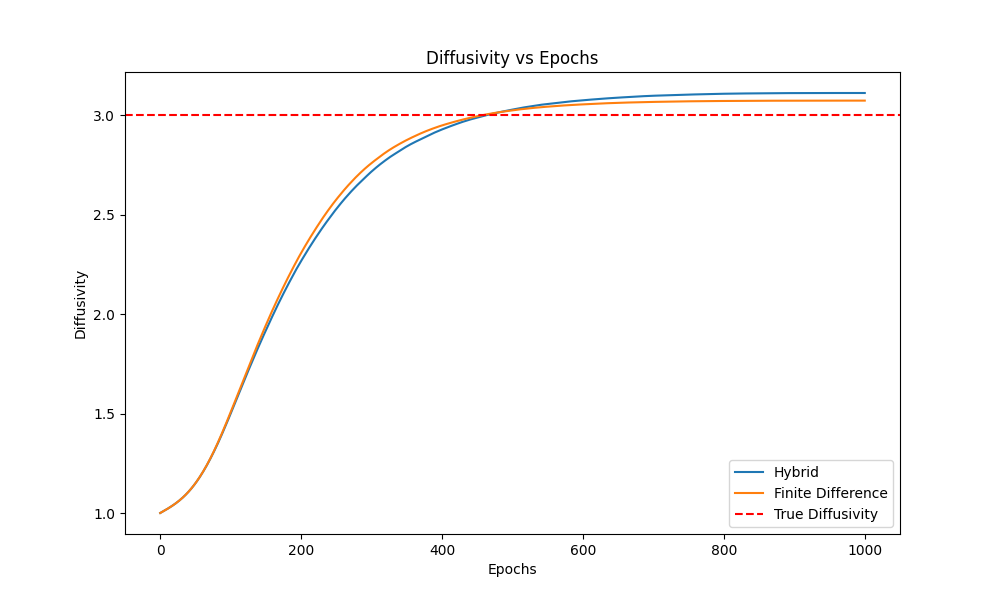 Diffusivity vs Epochs
Diffusivity
3.0
2.5
2.0
1.5
1.0
0 200 400 600 800 1000
Epochs
Hybrid
Finite Difference
True Diffusivity